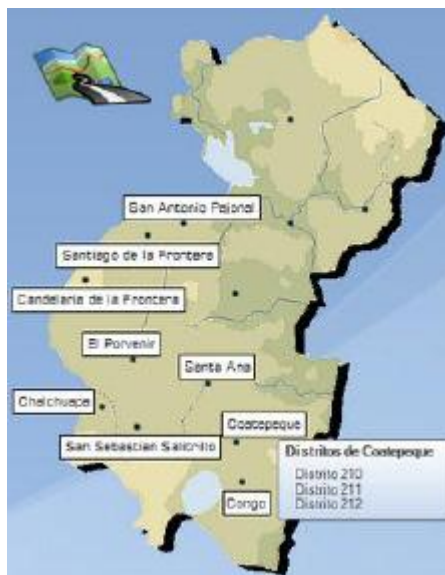 San Antonio Pajonal
Santiago de la Frontera
Candelaria de la Frontera
El Porvenir
Santa Ana
Chalchuapa
Coatepeque
San Sebastian Salitrillo
Distritos de Coatepeque
Distrito 210
Distrito 211
Distrito 212
Congo